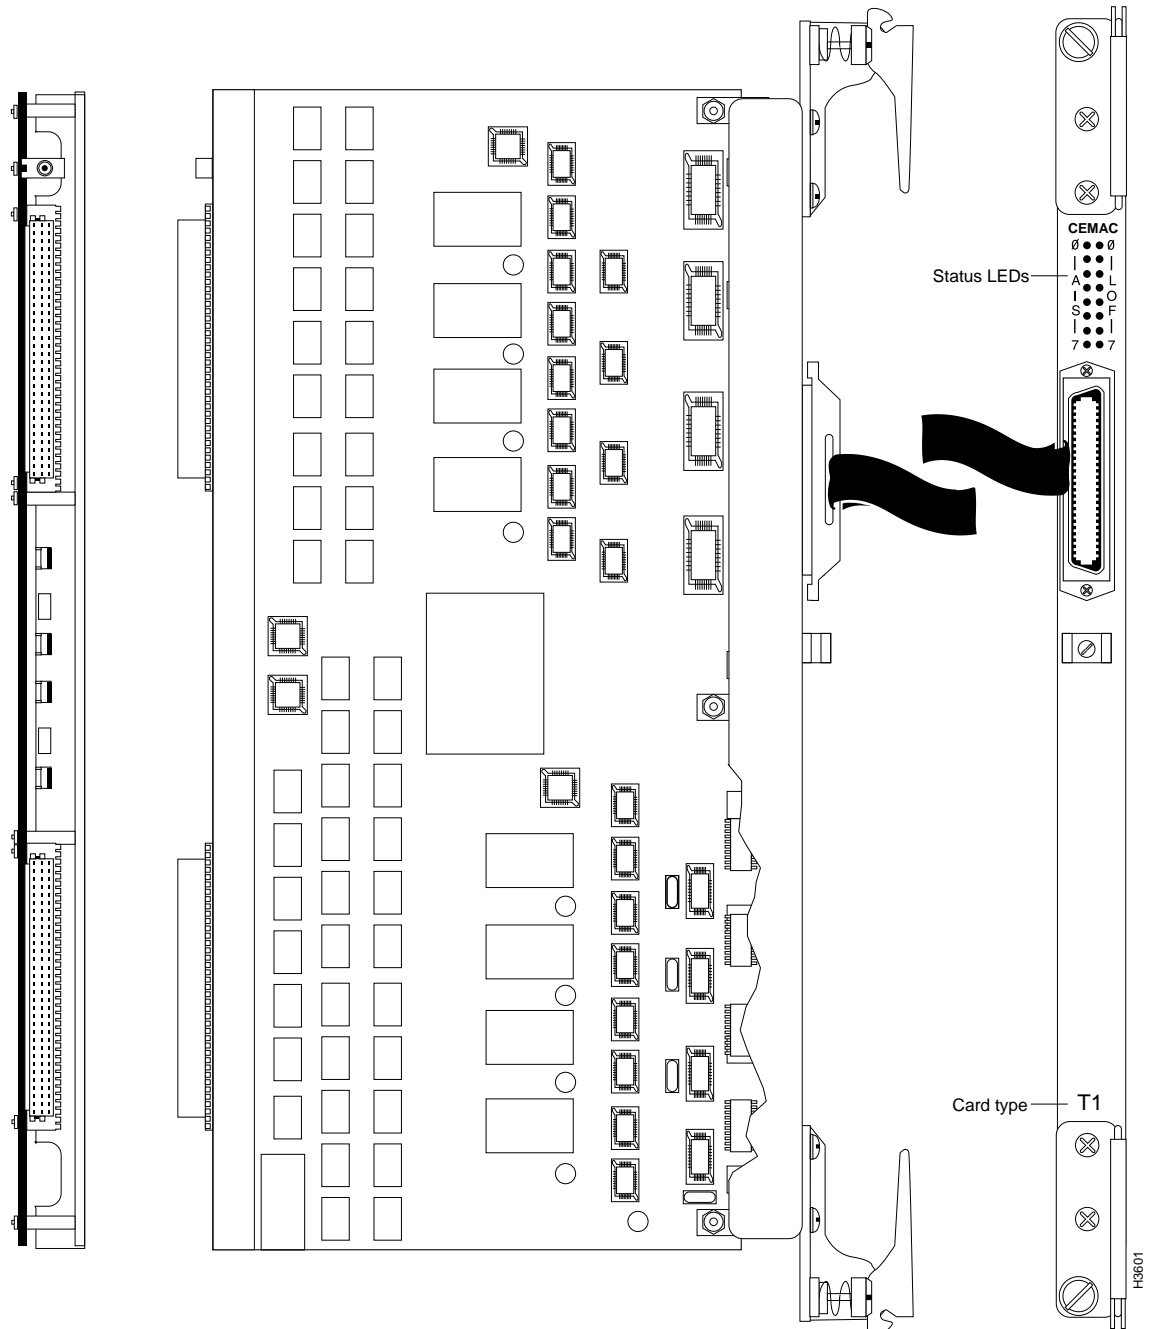 CEMAC
Ø Ø
Status LEDs
A L
I O
S F
7 7
Card type
T1
H3601